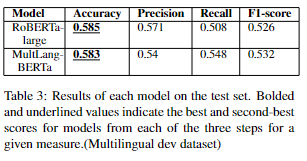 Model Accuracy Precision Recall F1-score
RoBERTa-large 0.585 0.571 0.508 0.526
MultLang-BERTa 0.583 0.54 0.548 0.532
Table 3: Results of each model on the test set. Bolded
and underlined values indicate the best and second-best
scores for models from each of the three steps for a
given measure.(Multilingual dev dataset)